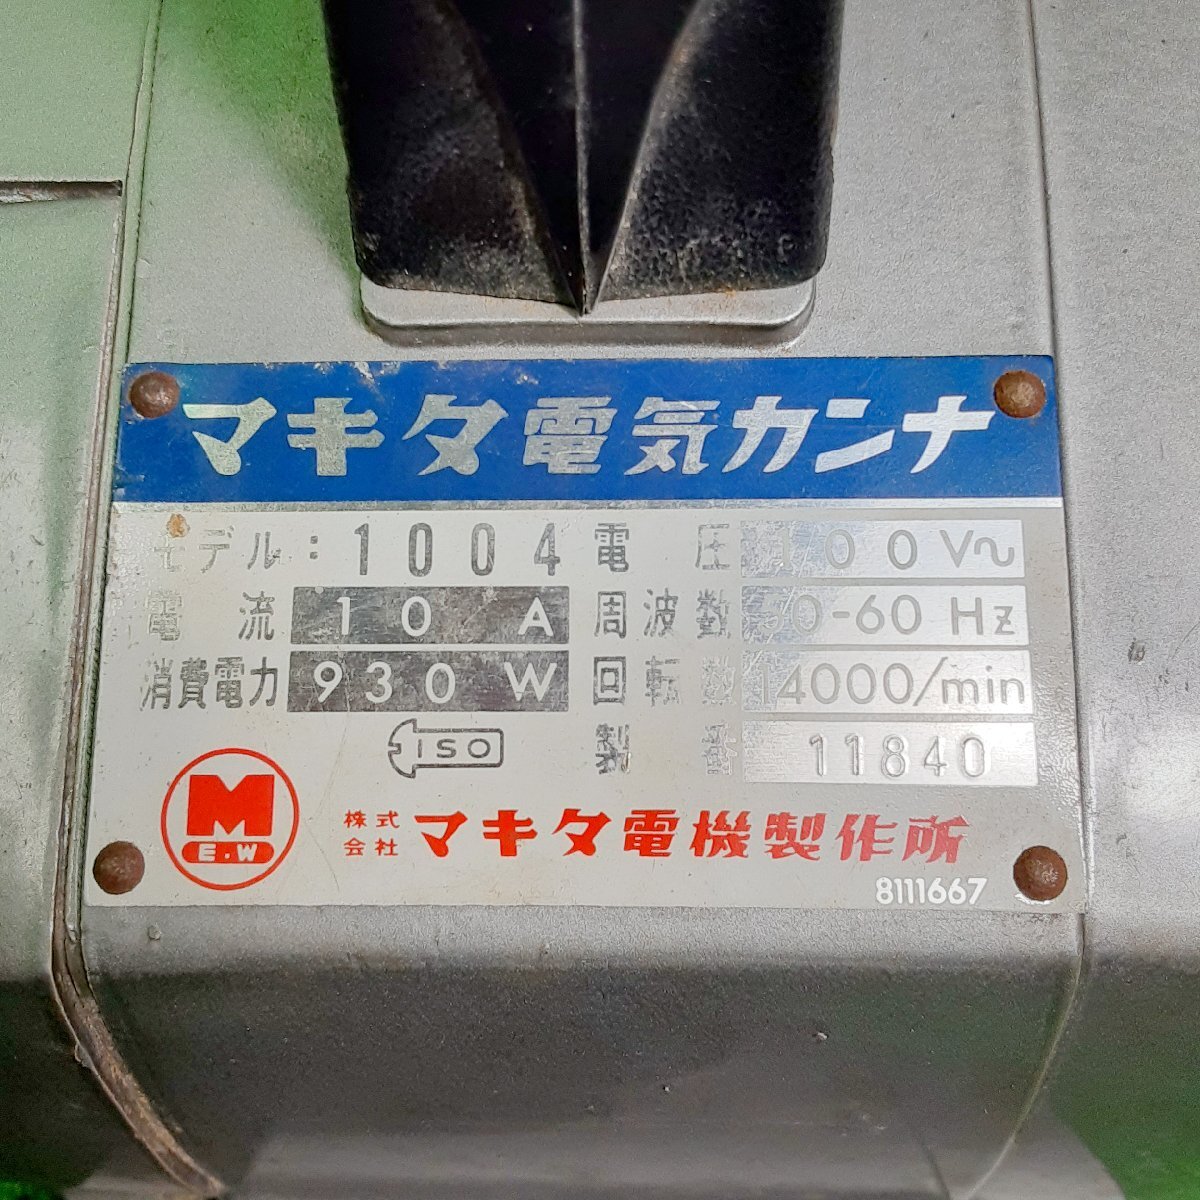 マキタ電気カンナ
モデル: 1004 電圧 100V~
電流 10 A 周波数 50-60 Hz
消費電力 930 W 回転数 14000/min
ISO 製番 11840
M
E.W
株式会社 マキタ電機製作所
8111667